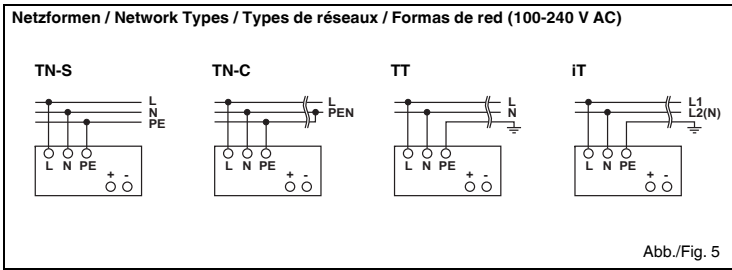 Netzformen / Network Types / Types de réseaux / Formas de red (100-240 V AC)
TN-S
L
N
PE
L N PE
+ -
TN-C
L
PEN
L N PE
+ -
TT
L
N
L N PE
+ -
iT
L1
L2(N)
L N PE
+ -
Abb./Fig. 5